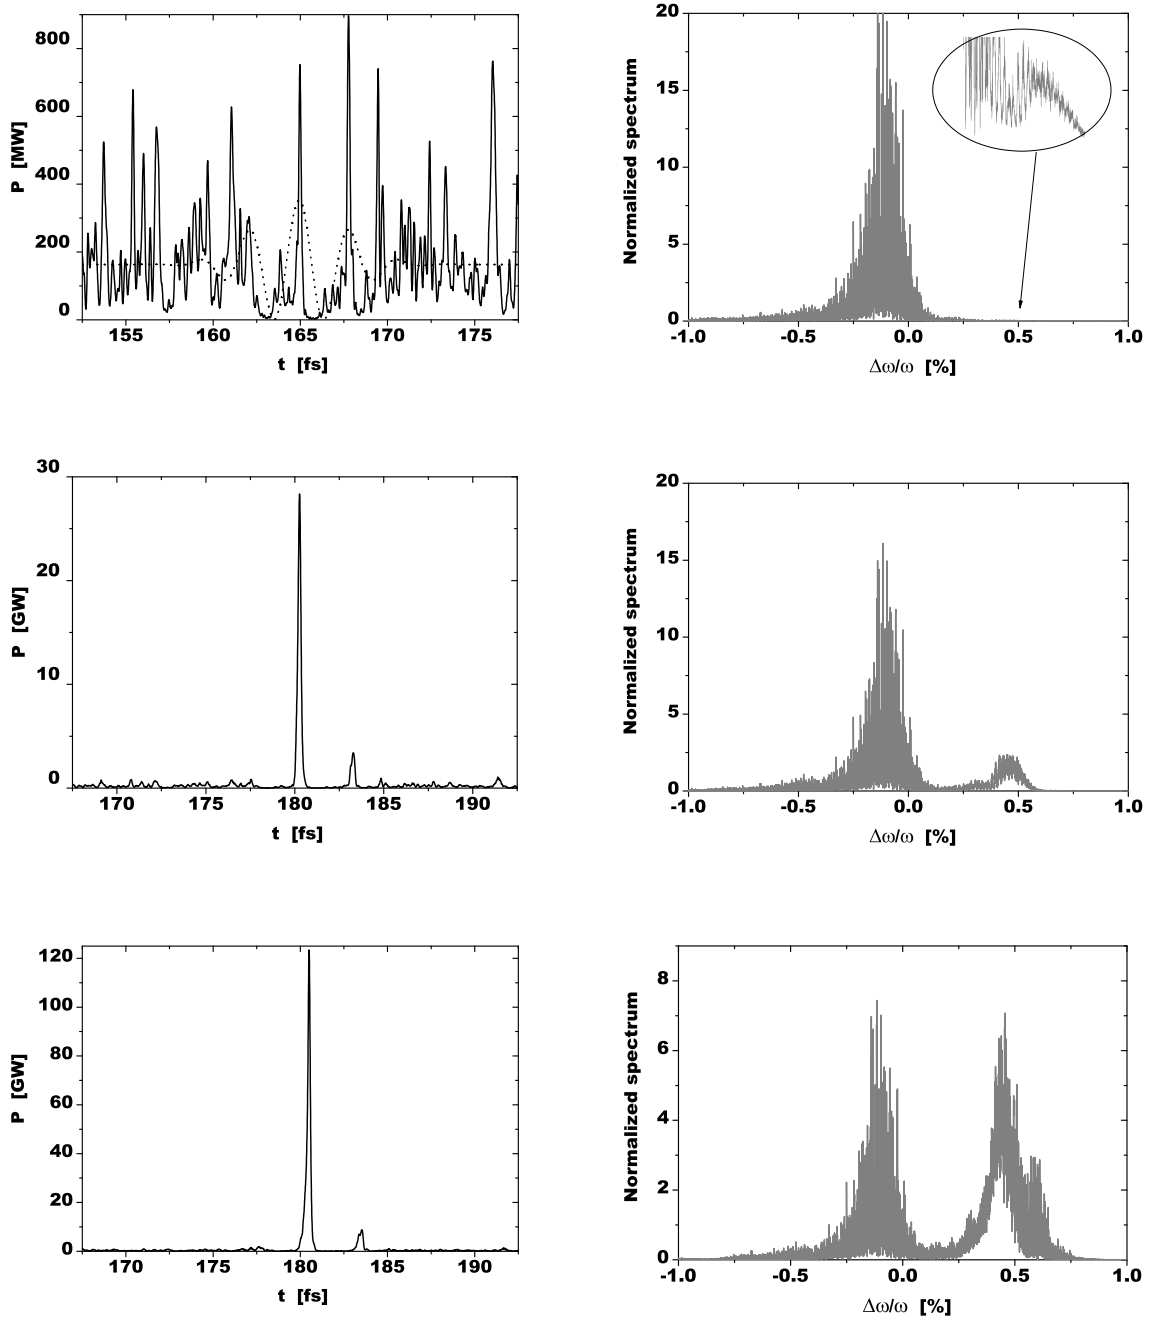 800
600
400
200
0
P [MW]
155 160 165 170 175
t [fs]
20
15
10
5
0
Normalized spectrum
-1.0 -0.5 0.0 0.5 1.0
Δω/ω [%]
30
20
10
0
P [GW]
170 175 180 185 190
t [fs]
20
15
10
5
0
Normalized spectrum
-1.0 -0.5 0.0 0.5 1.0
Δω/ω [%]
120
100
80
60
40
20
0
P [GW]
170 175 180 185 190
t [fs]
8
6
4
2
0
Normalized spectrum
-1.0 -0.5 0.0 0.5 1.0
Δω/ω [%]